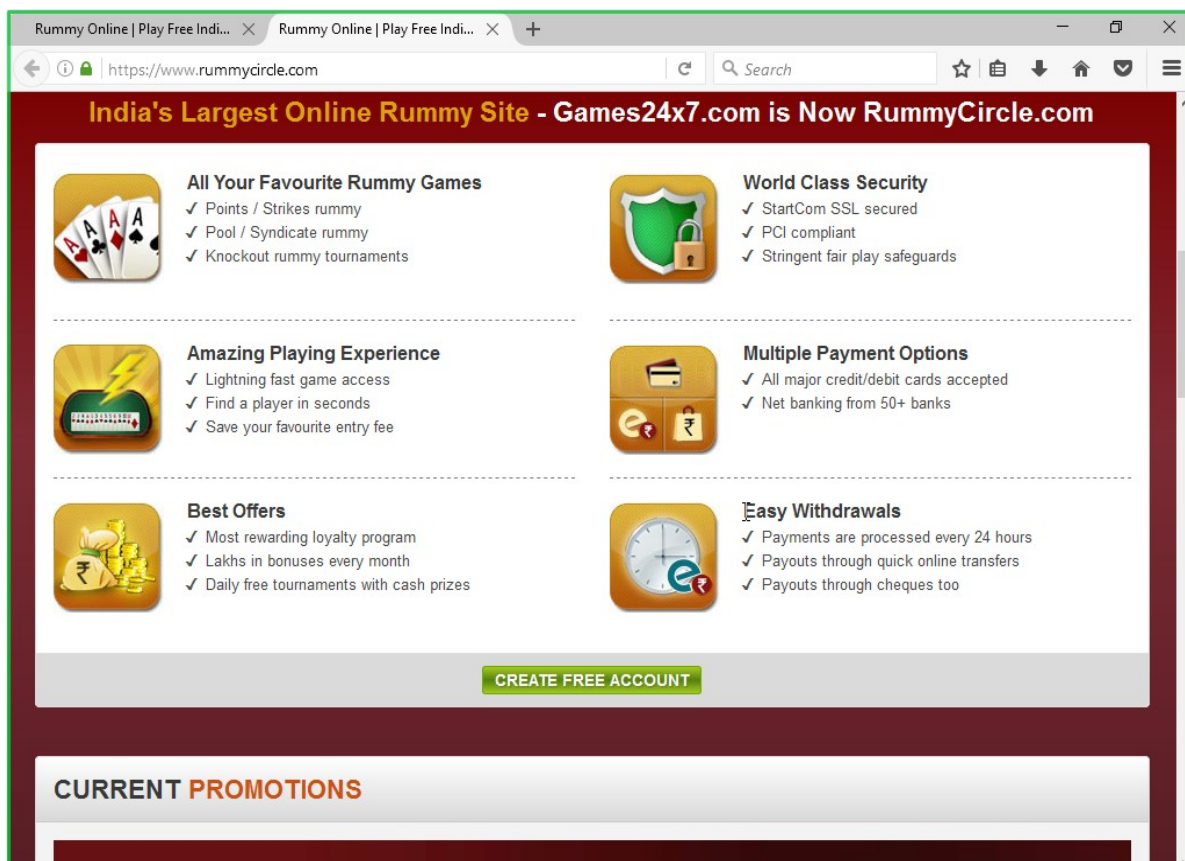 Rummy Online | Play Free Indi...
Rummy Online | Play Free Indi...
https://www.rummycircle.com
Search
India's Largest Online Rummy Site - Games24x7.com is Now RummyCircle.com
All Your Favourite Rummy Games
✓ Points / Strikes rummy
✓ Pool / Syndicate rummy
✓ Knockout rummy tournaments
World Class Security
✓ StartCom SSL secured
✓ PCI compliant
✓ Stringent fair play safeguards
Amazing Playing Experience
✓ Lightning fast game access
✓ Find a player in seconds
✓ Save your favourite entry fee
Multiple Payment Options
✓ All major credit/debit cards accepted
✓ Net banking from 50+ banks
Best Offers
✓ Most rewarding loyalty program
✓ Lakhs in bonuses every month
✓ Daily free tournaments with cash prizes
Easy Withdrawals
✓ Payments are processed every 24 hours
✓ Payouts through quick online transfers
✓ Payouts through cheques too
CREATE FREE ACCOUNT
CURRENT PROMOTIONS